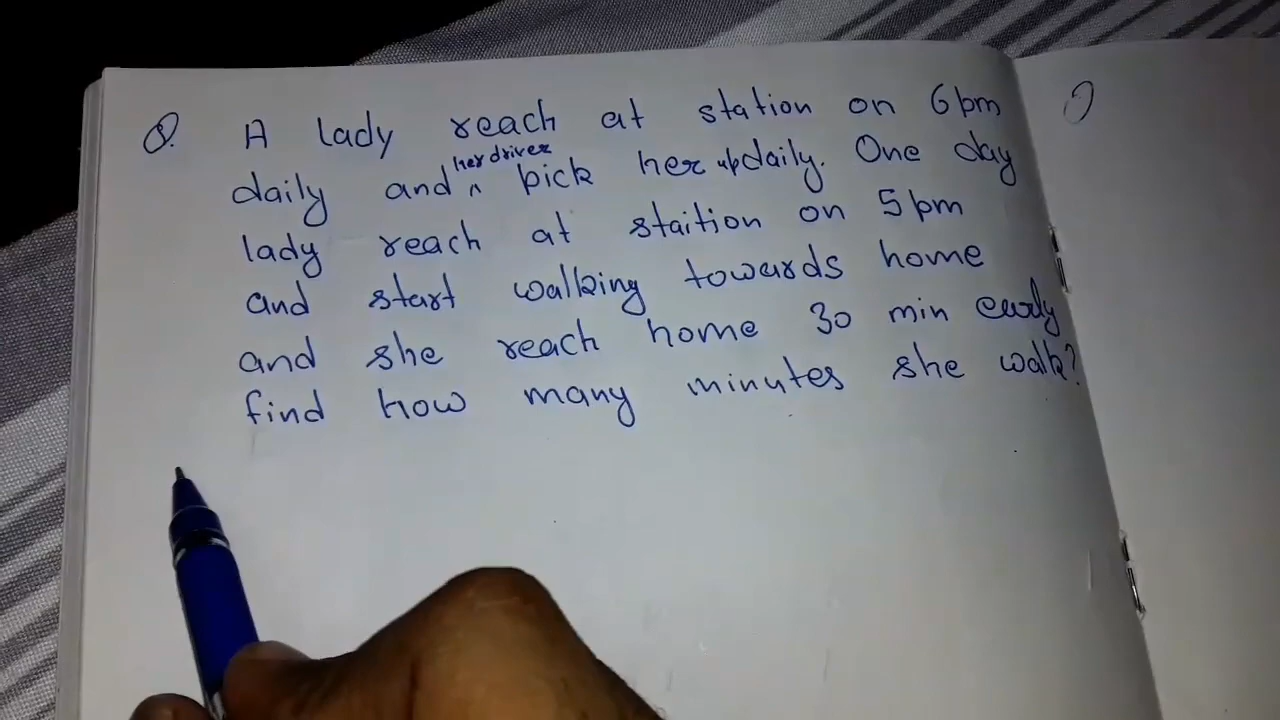 Q. A lady reach at station on 6pm
her driver
daily and ^ pick her up daily. One day
lady reach at staition on 5pm
and start walking towards home
and she reach home 30 min early
find how many minutes she walk?